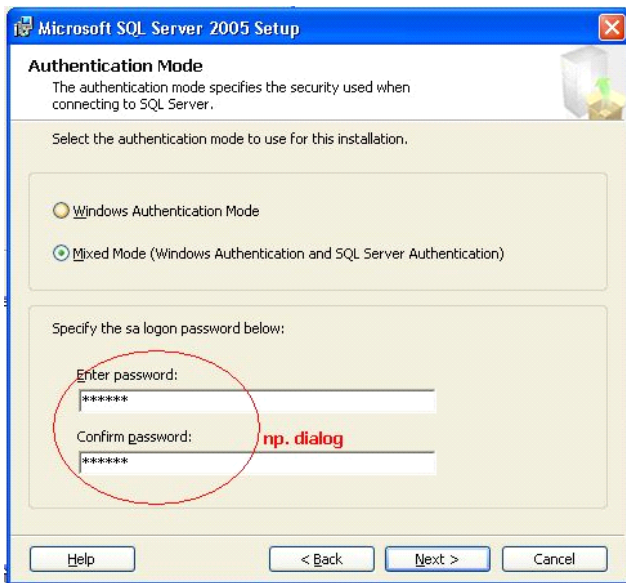 Microsoft SQL Server 2005 Setup
Authentication Mode
The authentication mode specifies the security used when
connecting to SQL Server.
Select the authentication mode to use for this installation.
Windows Authentication Mode
Mixed Mode (Windows Authentication and SQL Server Authentication)
Specify the sa logon password below:
Enter password:
******
Confirm password:
np. dialog
******
Help
< Back
Next >
Cancel